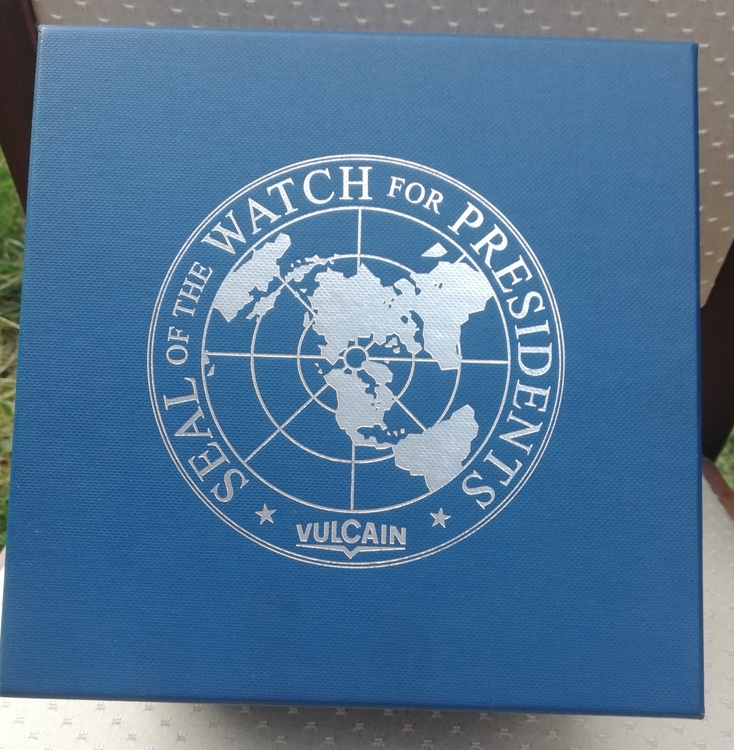 SEAL OF THE WATCH FOR PRESIDENTS
VULCAIN